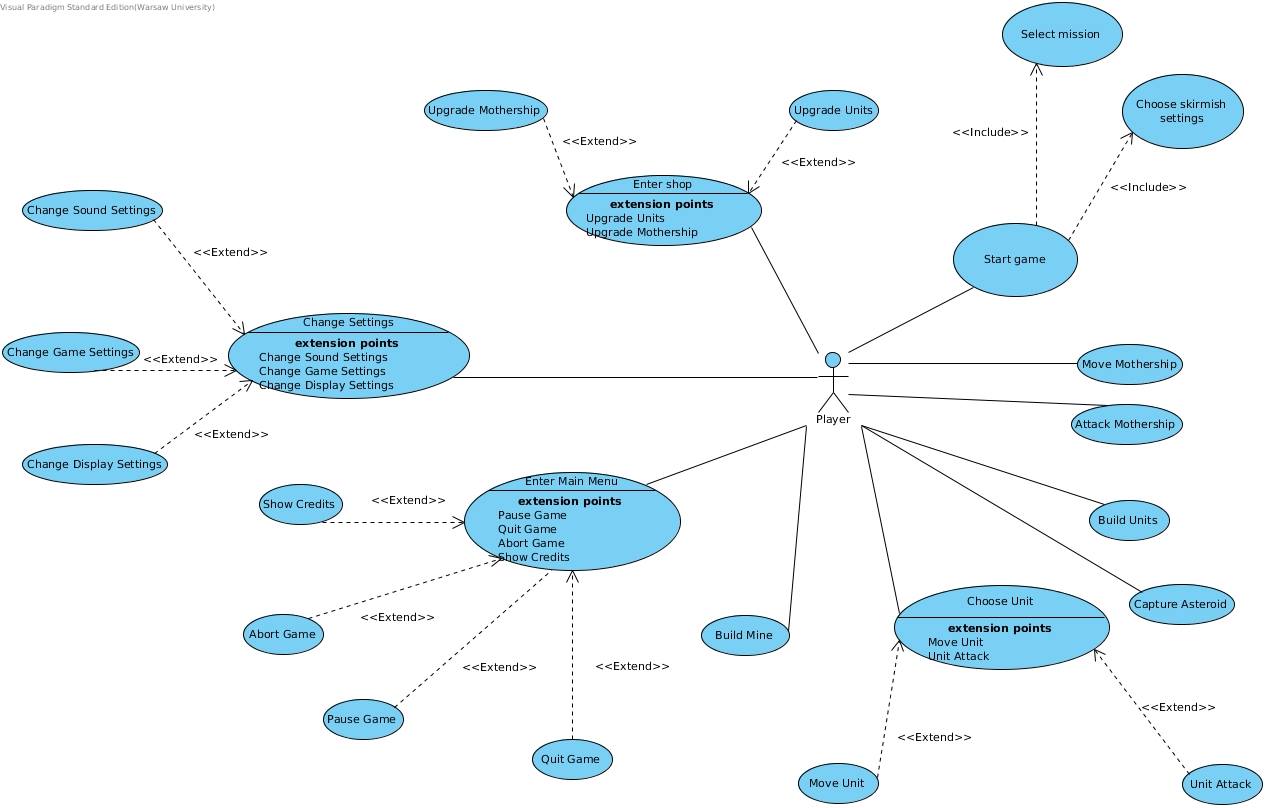 Visual Paradigm Standard Edition(Warsaw University)
Select mission
Upgrade Mothership
Upgrade Units
Choose skirmish
settings
<<Include>>
<<Extend>>
<<Extend>>
<<Include>>
Enter shop
extension points
Upgrade Units
Upgrade Mothership
Change Sound Settings
<<Extend>>
Start game
Change Settings
extension points
Change Sound Settings
Change Game Settings
Change Display Settings
Change Game Settings
<<Extend>>
Move Mothership
Player
Attack Mothership
<<Extend>>
Change Display Settings
Enter Main Menu
extension points
Pause Game
Quit Game
Abort Game
Show Credits
Show Credits
<<Extend>>
Build Units
Choose Unit
extension points
Move Unit
Unit Attack
Capture Asteroid
<<Extend>>
Abort Game
Build Mine
<<Extend>>
<<Extend>>
Pause Game
<<Extend>>
<<Extend>>
Quit Game
Move Unit
Unit Attack